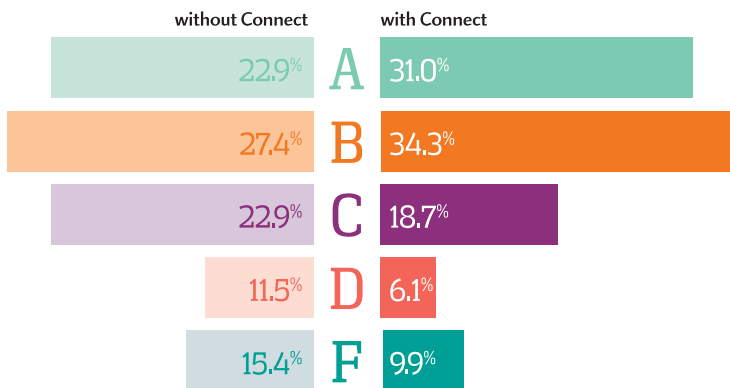 without Connect with Connect
22.9% A 31.0%
27.4% B 34.3%
22.9% C 18.7%
11.5% D 6.1%
15.4% F 9.9%